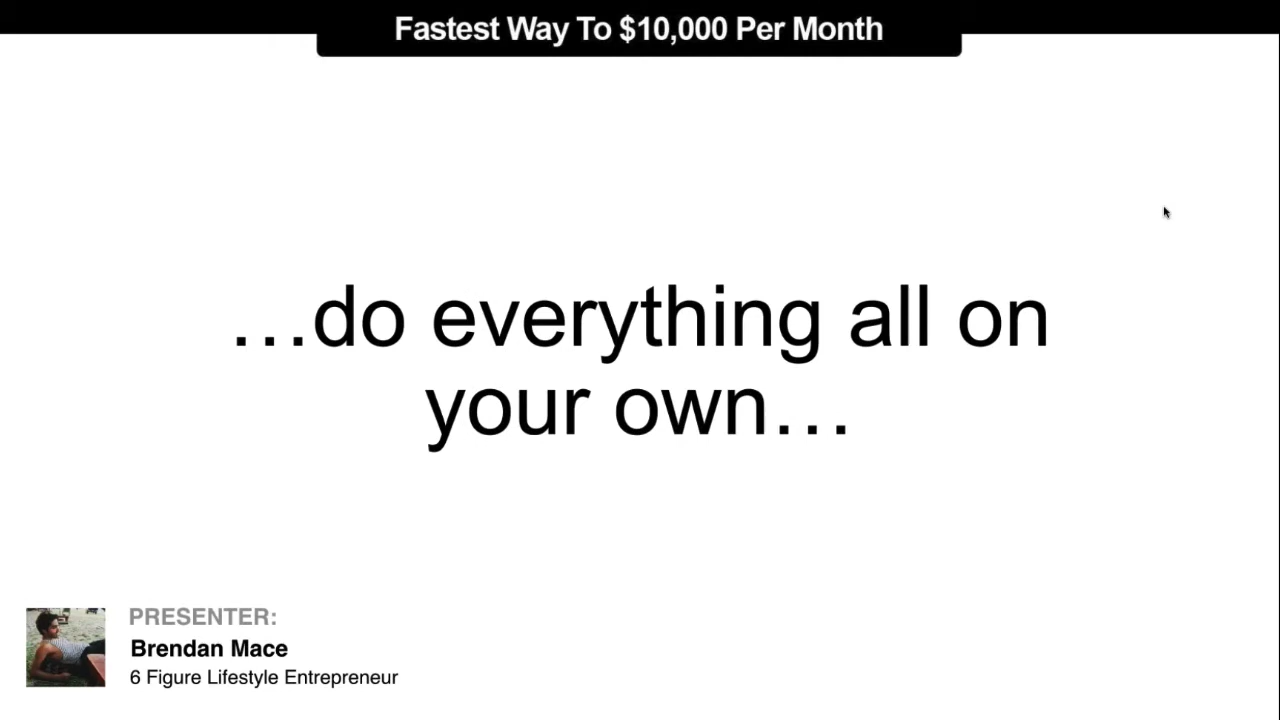 Fastest Way To $10,000 Per Month
…do everything all on
your own…
PRESENTER:
Brendan Mace
6 Figure Lifestyle Entrepreneur